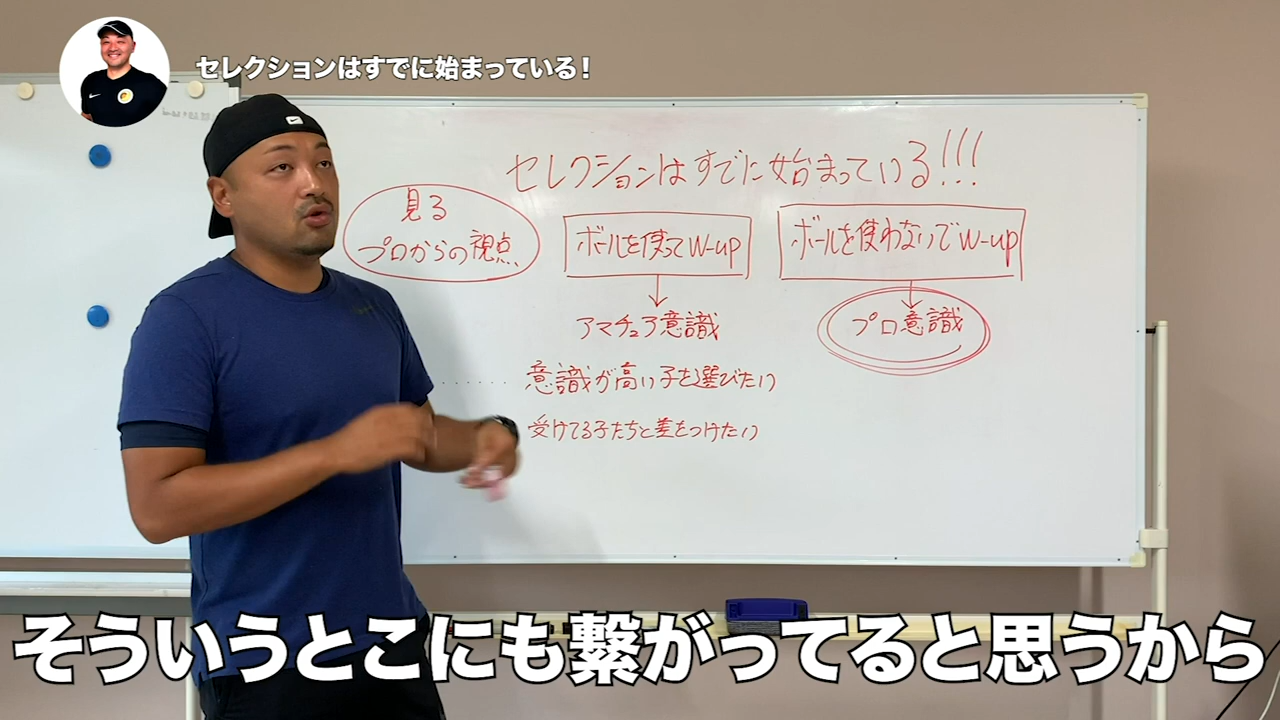 セレクションはすでに始まっている!
セレクションはすでに始まっている!!!
見る
プロからの視点
ボールを使ってW-up
ボールを使わないでW-up
アマチュア意識
プロ意識
意識が高い子を選びたい
受けてる子たちと差をつけたい
そういうとこにも繋がってると思うから